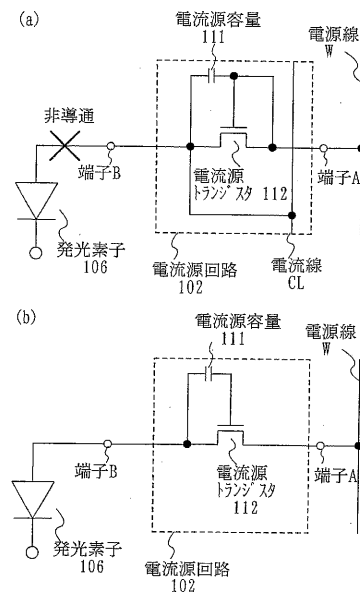 (a)
電流源容量
111
電源線
W
非導通
端子B
電流源
トランジスタ 112
端子A
発光素子
106
電流源回路
102
電流線
CL
(b)
電流源容量
111
電源線
W
端子B
電流源
トランジスタ
112
端子A
発光素子
106
電流源回路
102